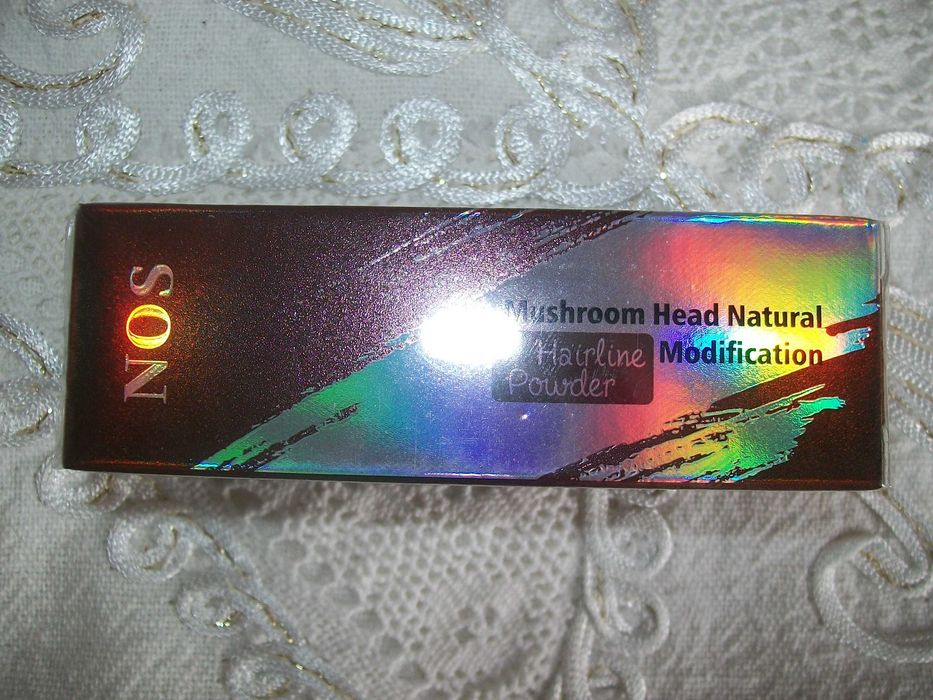 NOS
Mushroom Head Natural
Hairline Modification
Powder